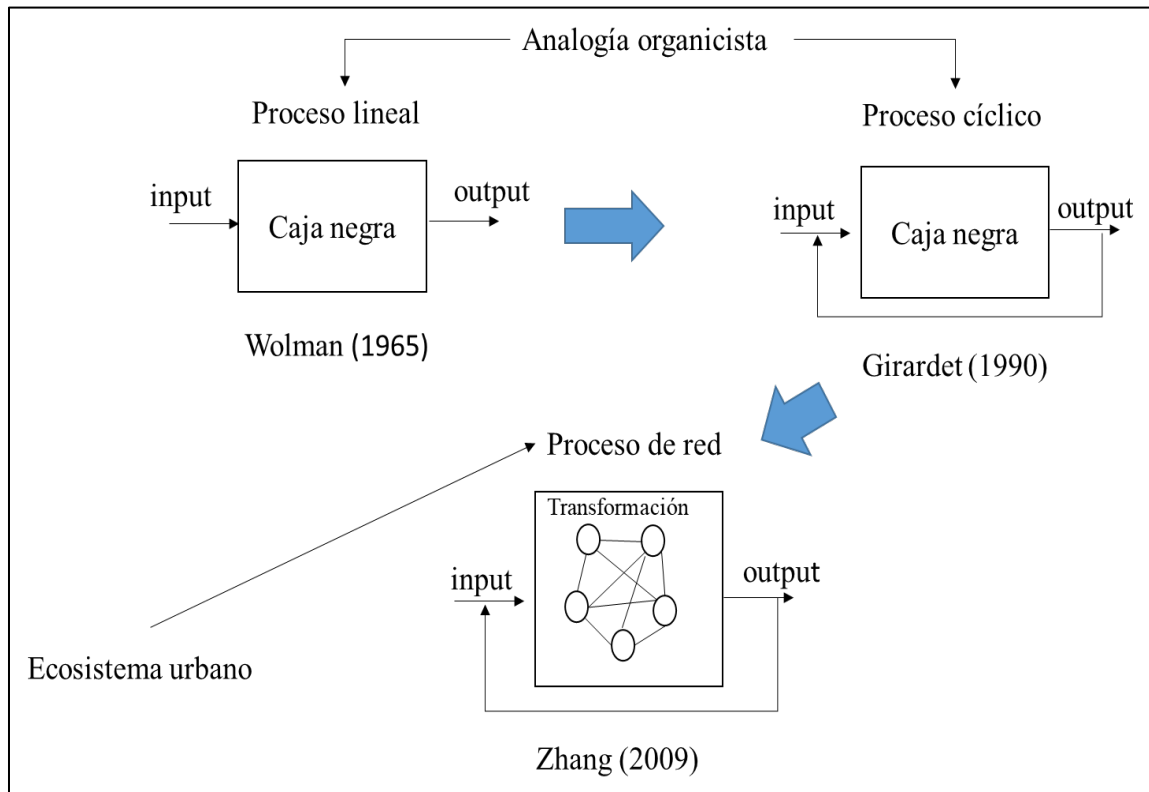 Analogía organicista
Proceso lineal
Proceso cíclico
input
output
Caja negra
input
output
Caja negra
Wolman (1965)
Girardet (1990)
Proceso de red
Transformación
input
output
Ecosistema urbano
Zhang (2009)